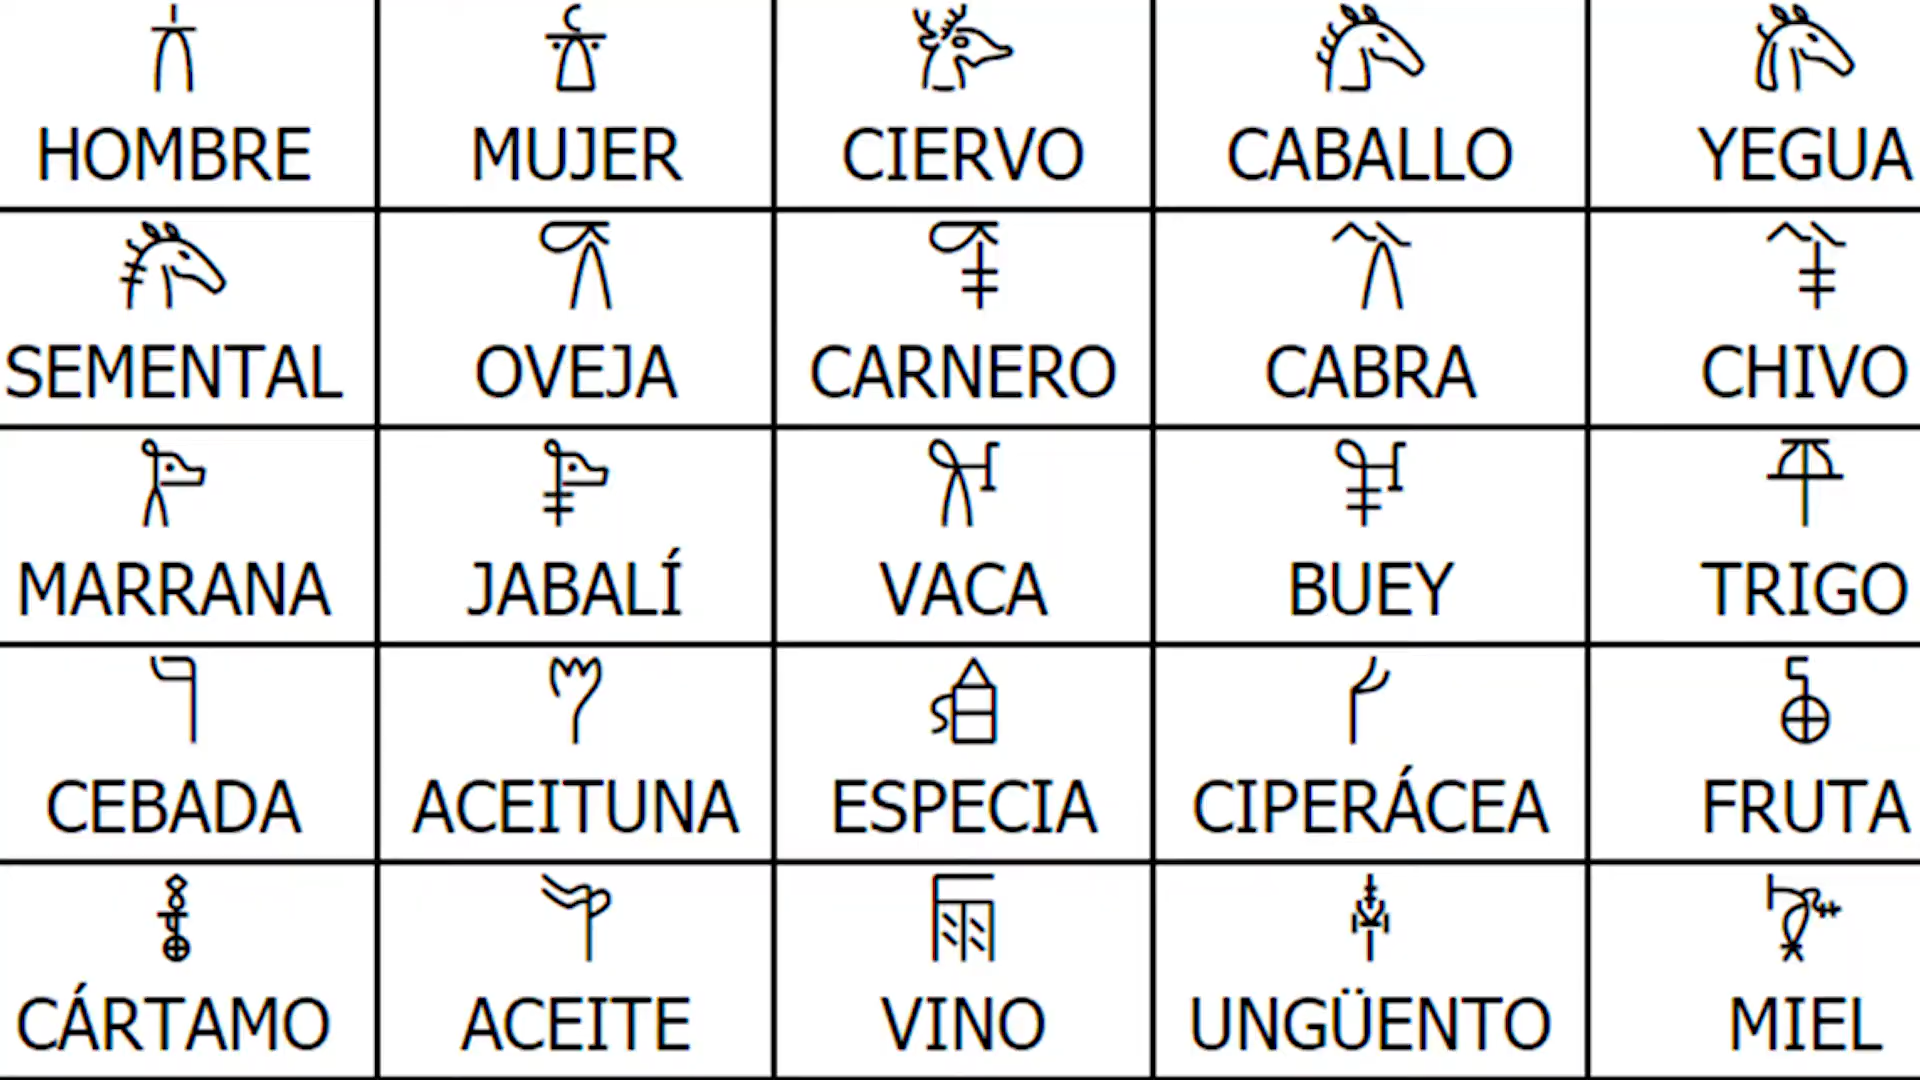 HOMBRE MUJER CIERVO CABALLO YEGUA
SEMENTAL OVEJA CARNERO CABRA CHIVO
MARRANA JABALÍ VACA BUEY TRIGO
CEBADA ACEITUNA ESPECIA CIPERÁCEA FRUTA
CÁRTAMO ACEITE VINO UNGÜENTO MIEL